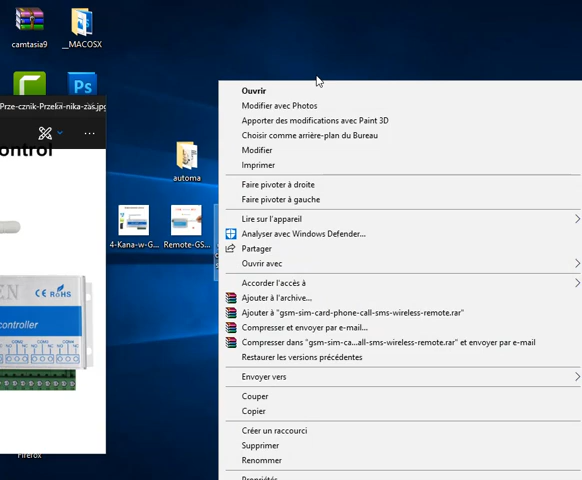 camtasia9
__MACOSX
Prze-cznik-Przeka-nika-zas.jpg
ontrol
EN
CE RoHS
controller
automa
4-Kana-w-G...
Remote-GS...
Firefox
Ouvrir
Modifier avec Photos
Apporter des modifications avec Paint 3D
Choisir comme arrière-plan du Bureau
Modifier
Imprimer
Faire pivoter à droite
Faire pivoter à gauche
Lire sur l'appareil
Analyser avec Windows Defender...
Partager
Ouvrir avec
Accorder l'accès à
Ajouter à l'archive...
Ajouter à "gsm-sim-card-phone-call-sms-wireless-remote.rar"
Compresser et envoyer par e-mail...
Compresser dans "gsm-sim-ca...all-sms-wireless-remote.rar" et envoyer par e-mail
Restaurer les versions précédentes
Envoyer vers
Couper
Copier
Créer un raccourci
Supprimer
Renommer
Propriétés